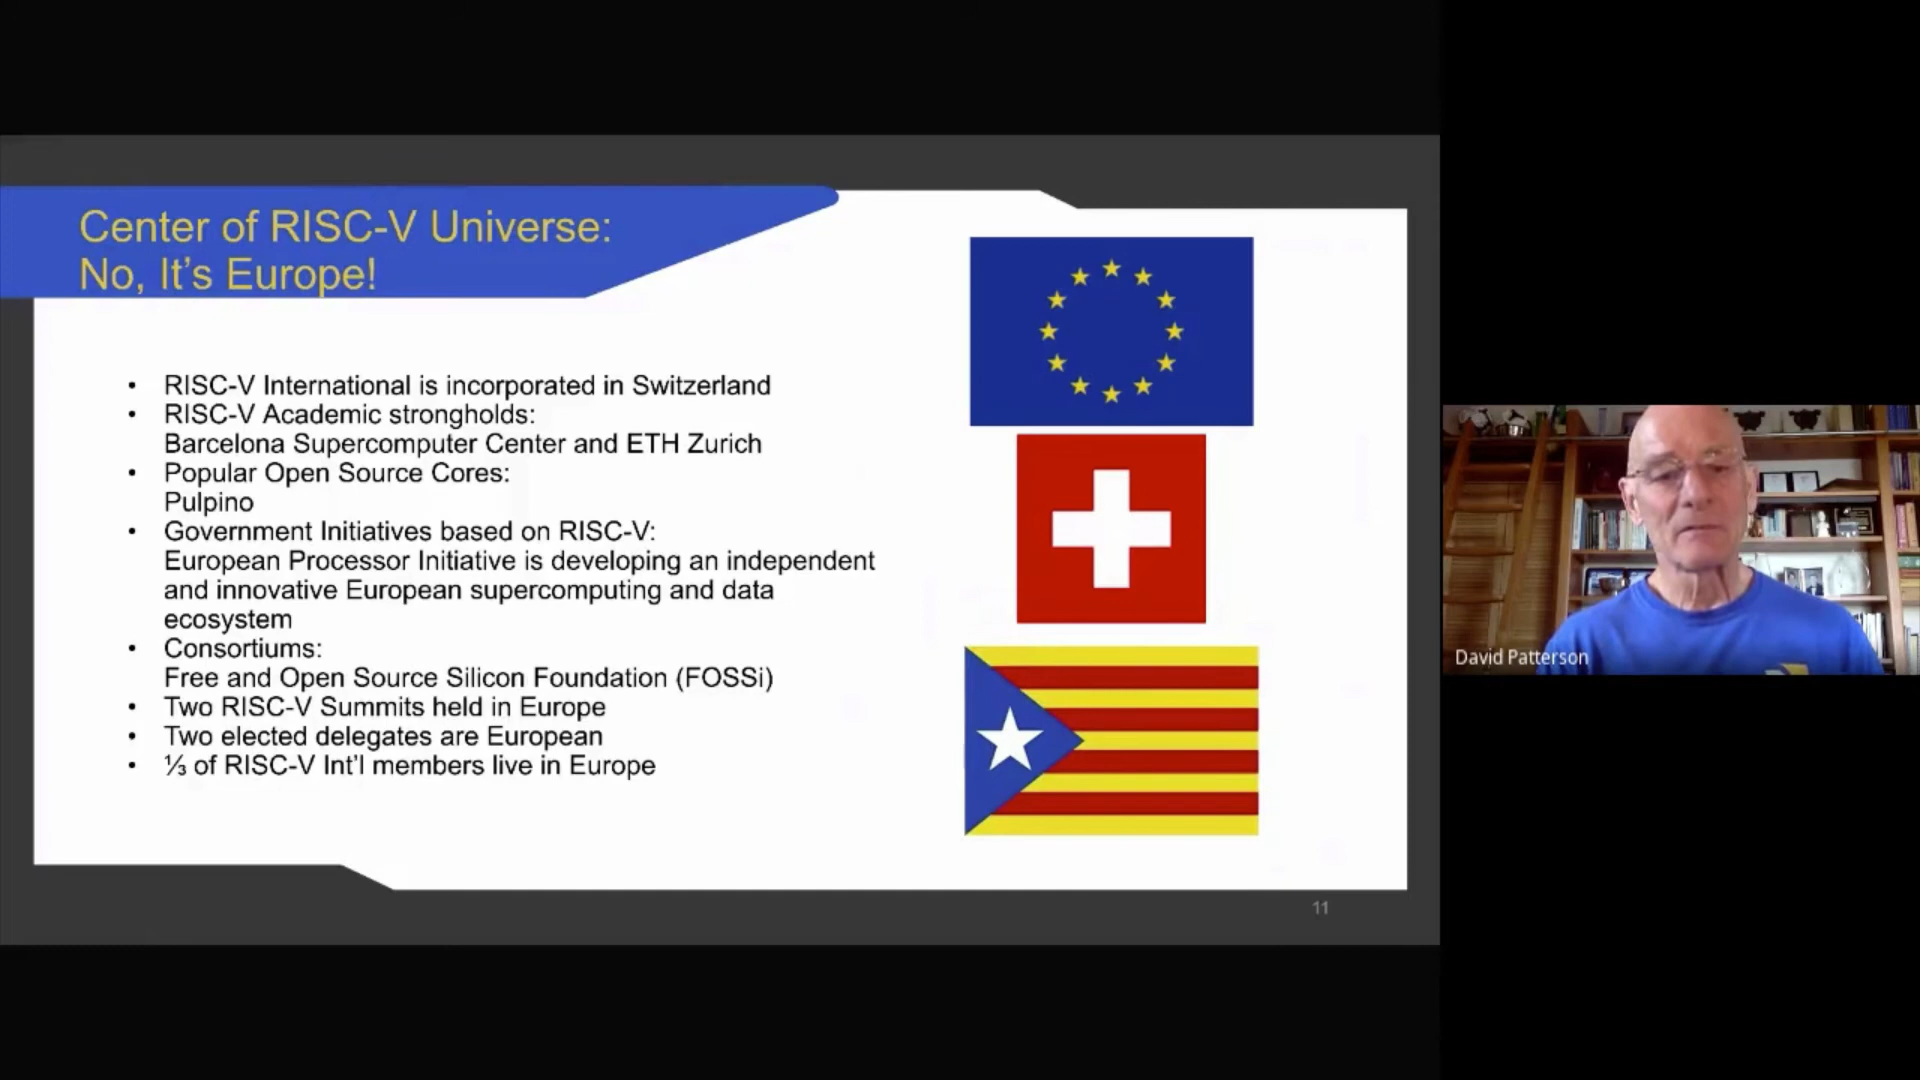 Center of RISC-V Universe:
No, It's Europe!
• RISC-V International is incorporated in Switzerland
• RISC-V Academic strongholds:
Barcelona Supercomputer Center and ETH Zurich
• Popular Open Source Cores:
Pulpino
• Government Initiatives based on RISC-V:
European Processor Initiative is developing an independent
and innovative European supercomputing and data
ecosystem
• Consortiums:
Free and Open Source Silicon Foundation (FOSSi)
• Two RISC-V Summits held in Europe
• Two elected delegates are European
• ⅓ of RISC-V Int'l members live in Europe
11
David Patterson